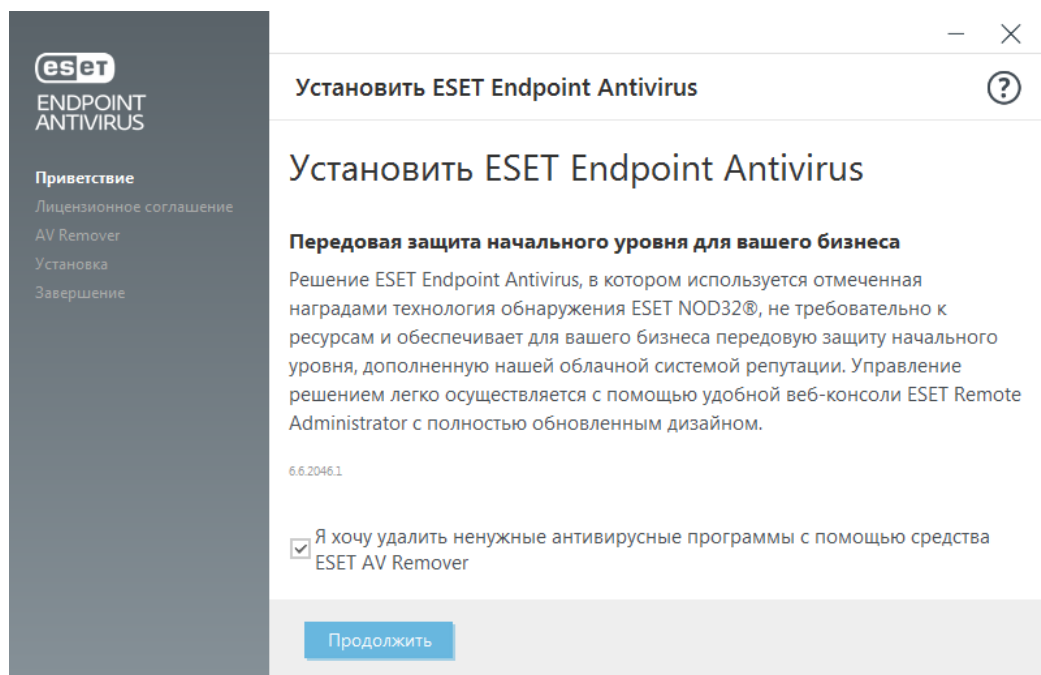 eset
ENDPOINT
ANTIVIRUS
Приветствие
Лицензионное соглашение
AV Remover
Установка
Завершение
Установить ESET Endpoint Antivirus
?
Установить ESET Endpoint Antivirus
Передовая защита начального уровня для вашего бизнеса
Решение ESET Endpoint Antivirus, в котором используется отмеченная
наградами технология обнаружения ESET NOD32®, не требовательно к
ресурсам и обеспечивает для вашего бизнеса передовую защиту начального
уровня, дополненную нашей облачной системой репутации. Управление
решением легко осуществляется с помощью удобной веб-консоли ESET Remote
Administrator с полностью обновленным дизайном.
6.6.2046.1
Я хочу удалить ненужные антивирусные программы с помощью средства
ESET AV Remover
Продолжить